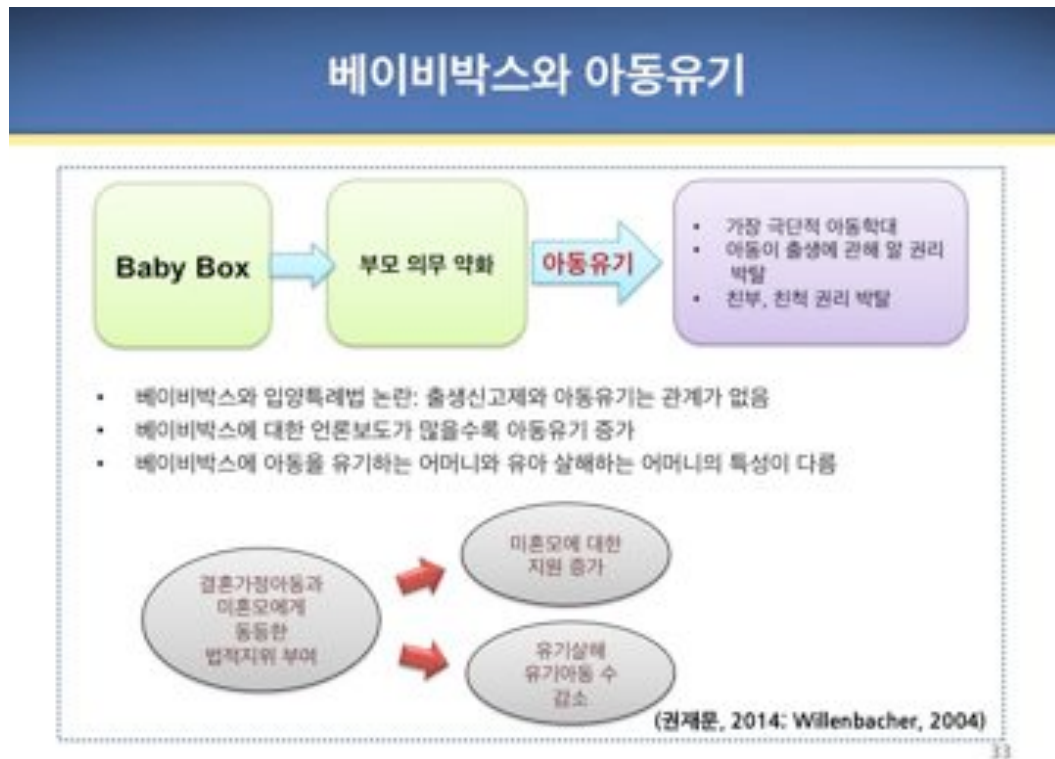 베이비박스와 아동유기
Baby Box
부모 의무 약화
아동유기
• 가장 극단적 아동학대
• 아동이 출생에 관해 알 권리
박탈
• 친부, 친척 권리 박탈
• 베이비박스와 입양특례법 논란: 출생신고제와 아동유기는 관계가 없음
• 베이비박스에 대한 언론보도가 많을수록 아동유기 증가
• 베이비박스에 아동을 유기하는 어머니와 유아 살해하는 어머니의 특성이 다름
결혼가정아동과
미혼모에게
동등한
법적지위 부여
미혼모에 대한
지원 증가
유기살해
유기아동 수
감소
(권재문, 2014; Willenbacher, 2004)
33